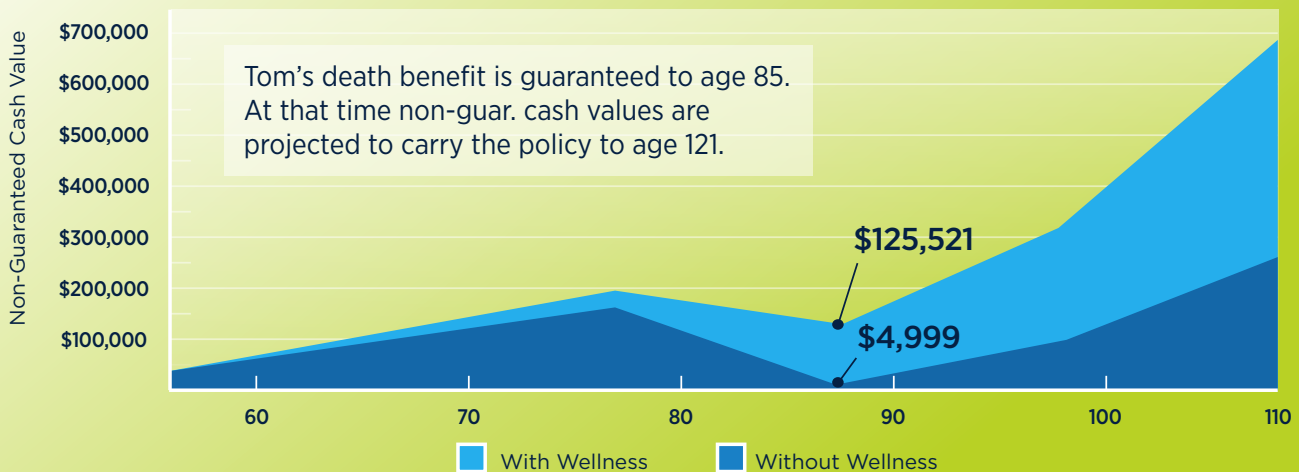 Non-Guaranteed Cash Value
$700,000
$600,000
$500,000
$400,000
$300,000
$200,000
$100,000
Tom’s death benefit is guaranteed to age 85.
At that time non-guar. cash values are
projected to carry the policy to age 121.
$125,521
$4,999
60 70 80 90 100 110
With Wellness Without Wellness